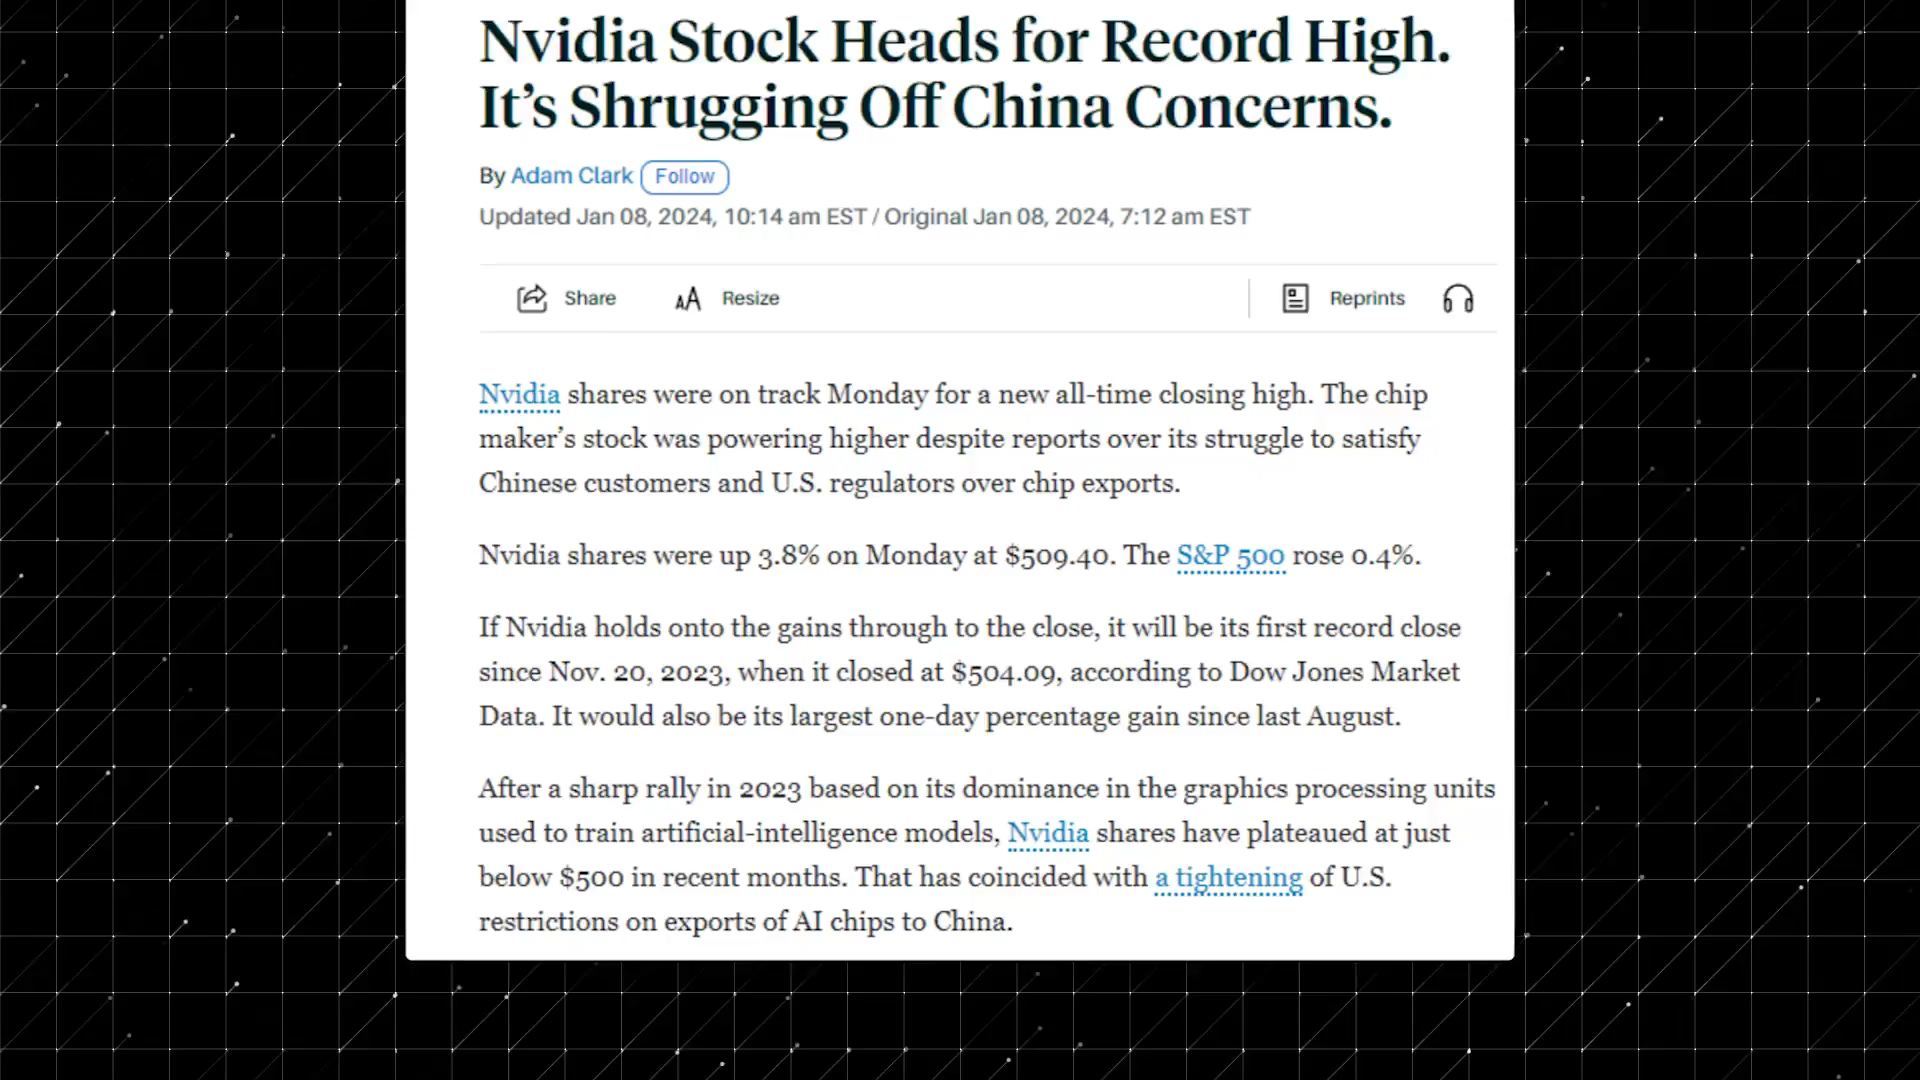 Nvidia Stock Heads for Record High.
It’s Shrugging Off China Concerns.
By Adam Clark Follow
Updated Jan 08, 2024, 10:14 am EST / Original Jan 08, 2024, 7:12 am EST
Share AA Resize Reprints
Nvidia shares were on track Monday for a new all-time closing high. The chip
maker’s stock was powering higher despite reports over its struggle to satisfy
Chinese customers and U.S. regulators over chip exports.
Nvidia shares were up 3.8% on Monday at $509.40. The S&P 500 rose 0.4%.
If Nvidia holds onto the gains through to the close, it will be its first record close
since Nov. 20, 2023, when it closed at $504.09, according to Dow Jones Market
Data. It would also be its largest one-day percentage gain since last August.
After a sharp rally in 2023 based on its dominance in the graphics processing units
used to train artificial-intelligence models, Nvidia shares have plateaued at just
below $500 in recent months. That has coincided with a tightening of U.S.
restrictions on exports of AI chips to China.